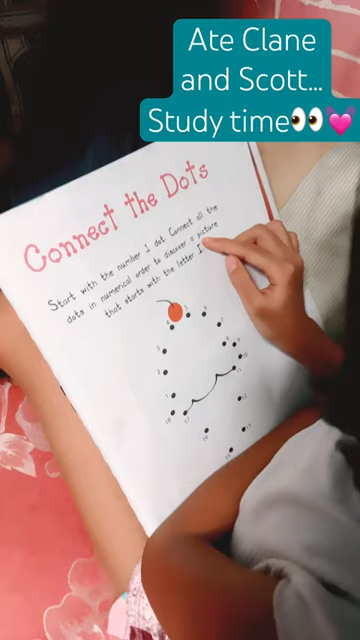 Ate Clane
and Scott...
Study time👀💓
Connect the Dots
Start with the number 1 dot. Connect all the
dots in numerical order to discover a picture
that starts with the letter I